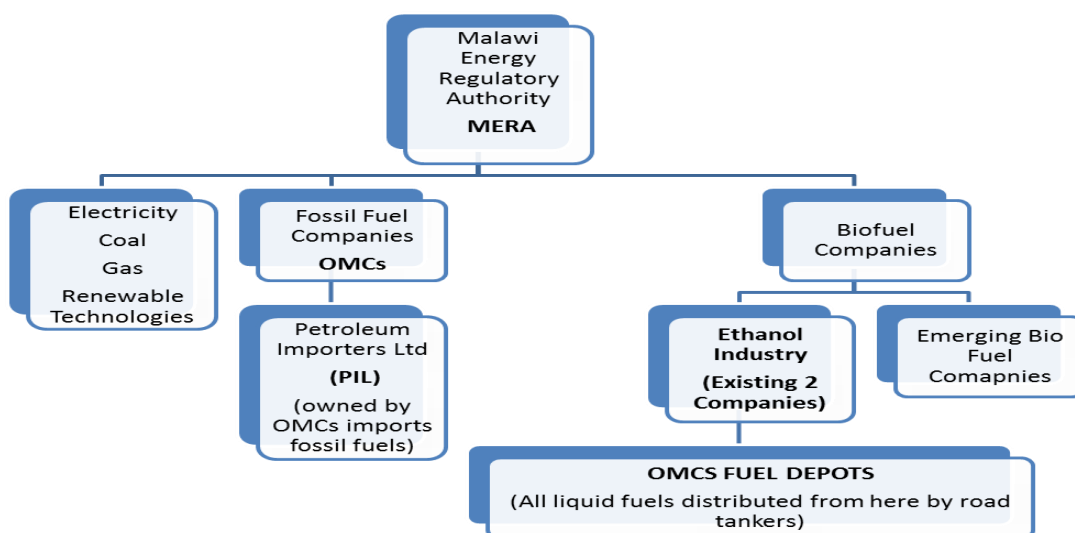 Malawi
Energy
Regulatory
Authority
MERA
Electricity
Coal
Gas
Renewable
Technologies
Fossil Fuel
Companies
OMCs
Biofuel
Companies
Petroleum
Importers Ltd
(PIL)
(owned by
OMCs imports
fossil fuels)
Ethanol
Industry
(Existing 2
Companies)
Emerging Bio
Fuel
Comapnies
OMCS FUEL DEPOTS
(All liquid fuels distributed from here by road
tankers)